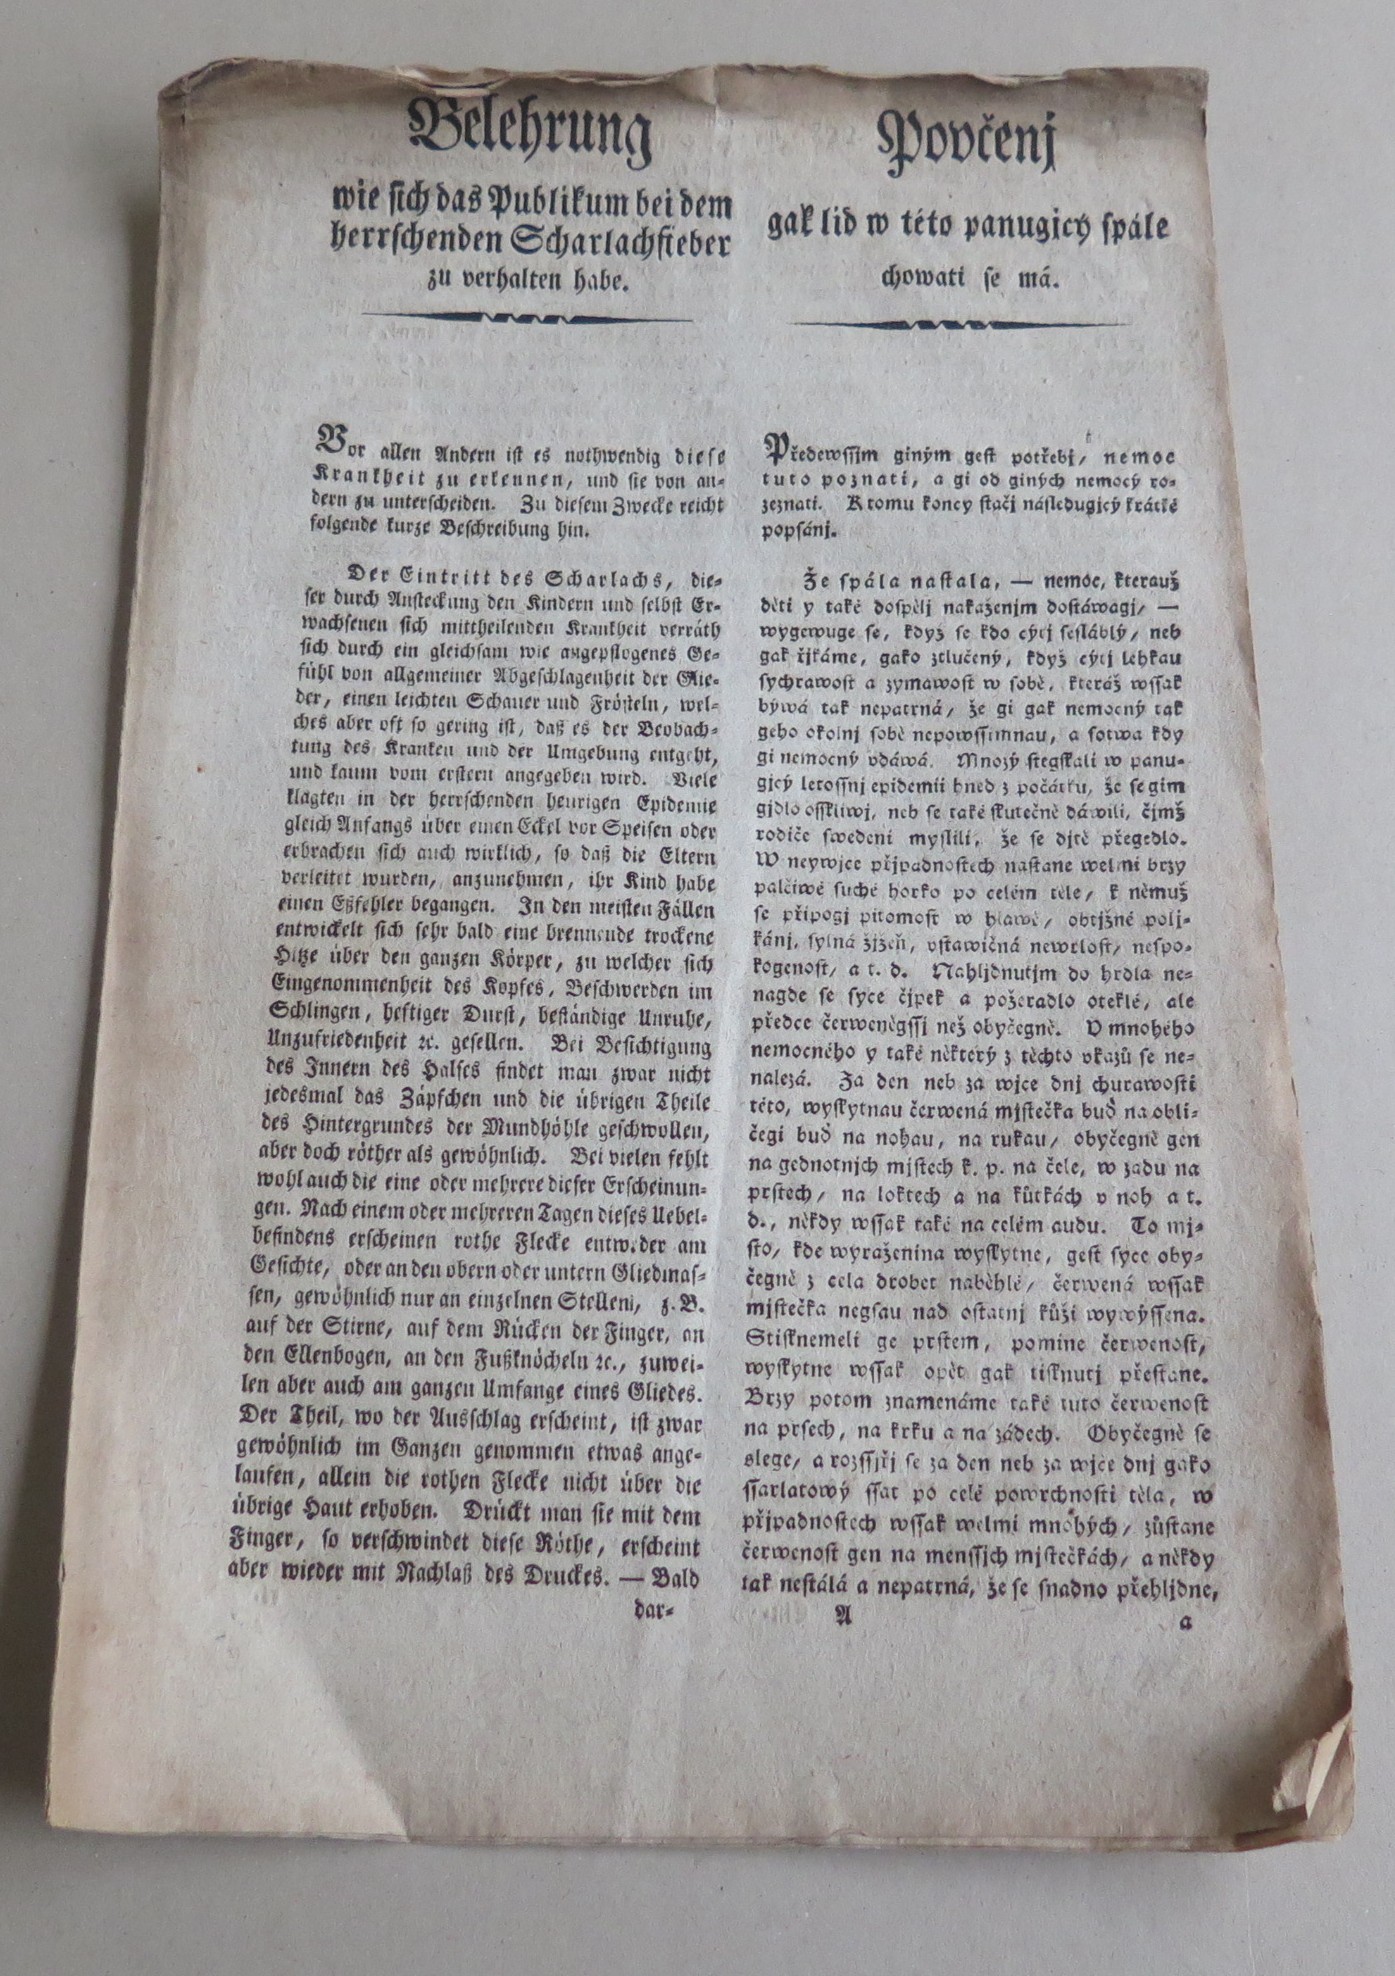 Belehrung
wie sich das Publikum bei dem
herrschenden Scharlachfieber
zu verhalten habe.
Vor allen Andern ist es nothwendig diese
Krankheit zu erkennen, und sie von an-
dern zu unterscheiden. Zu diesem Zwecke reicht
folgende kurze Beschreibung hin.
Der Eintritt des Scharlachs, die-
ser durch Ansteckung den Kindern und selbst Er-
wachsenen sich mittheilenden Krankheit verräth
sich durch ein gleichsam wie angepflogenes Ge-
fühl von allgemeiner Abgeschlagenheit der Glie-
der, einen leichten Schauer und Frösteln, wel-
ches aber oft so gering ist, daß es der Beobach-
tung des Kranken und der Umgebung entgeht,
und kaum vom erstern angegeben wird. Viele
klagten in der herrschenden heurigen Epidemie
gleich Anfangs über einen Eckel vor Speisen oder
erbrachen sich auch wirklich, so daß die Eltern
verleitet wurden, anzunehmen, ihr Kind habe
einen Eßfehler begangen. In den meisten Fällen
entwickelt sich sehr bald eine brennende trockene
Hitze über den ganzen Körper, zu welcher sich
Eingenommenheit des Kopfes, Beschwerden im
Schlingen, heftiger Durst, beständige Unruhe,
Unzufriedenheit ꝛc. gesellen. Bei Besichtigung
des Innern des Halses findet man zwar nicht
jedesmal das Zäpfchen und die übrigen Theile
des Hintergrundes der Mundhöhle geschwollen,
aber doch röther als gewöhnlich. Bei vielen fehlt
wohl auch die eine oder mehrere dieser Erscheinun-
gen. Nach einem oder mehreren Tagen dieses Uebel-
befindens erscheinen rothe Flecke entweder am
Gesichte, oder an den obern oder untern Gliedmas-
sen, gewöhnlich nur an einzelnen Stellen, z. B.
auf der Stirne, auf dem Rücken der Finger, an
den Ellenbogen, an den Fußknöcheln ꝛc., zuwei-
len aber auch am ganzen Umfange eines Gliedes.
Der Theil, wo der Ausschlag erscheint, ist zwar
gewöhnlich im Ganzen genommen etwas ange-
laufen, allein die rothen Flecke nicht über die
übrige Haut erhoben. Drückt man sie mit dem
Finger, so verschwindet diese Röthe, erscheint
aber wieder mit Nachlaß des Druckes. — Bald
dar-
Povčenj
gak lid w této panugicý spále
chowati se má.
Předewssjm giným gest potřebj, nemoc
tuto poznati, a gi od giných nemocý ro-
zeznati. K tomu koncy stačj následugjcý krátké
popsánj.
Že spála nastala, — nemoc, kterauž
děti y také dospělj nakaženjm dostáwagj, —
wygewuge se, když se kdo cýtj sesláblý, neb
gak řjkáme, gako ztlučený, když cýtj lehkau
sychrawost a zymawost w sobě, kteráž wssak
býwá tak nepatrná, že gi gak nemocný tak
geho okolnj sobě nepowssimnau, a sotwa kdy
gi nemocný vdáwá. Mnozý stegskali w panu-
gjcý letossnj epidemii hned z počátku, že se gim
gjdlo osskliwj, neb se také skutečně dáwili, čjmž
rodiče swedeni myslili, že se djtě přegedlo.
W neywjce přjpadnostech nastane welmi brzy
palčiwé suché horko po celém těle, k němuž
se přípogj pitomost w hlawě, obtjžné polj-
kánj, sylná žjžeň, vstawičná newrlost, nespo-
kogenost, a t. d. Nahljdnutjm do hrdla ne-
nagde se syce čjpek a požeradlo oteklé, ale
předce červeněgssj než obyčegně. V mnohého
nemocného y také některý z těchto vkazů se ne-
nalezá. Za den neb za wjce dnj churawosti
této, wyskytnau červená mjstečka buď na obli-
čegi buď na nohau, na rukau, obyčegně gen
na gednotnjch mjstech k. p. na čele, w zadu na
prstech, na loktech a na kůtkách v noh a t.
d., někdy wssak také na celém audu. To mj-
sto, kde wyraženina wyskytne, gest syce oby-
čegně z cela drobet naběhlé, čerwená wssak
mjstečka negsau nad ostatnj kůži wywýssena.
Stisknemeli ge prstem, pomine čerwenost,
wyskytne wssak opět gak tisknutj přestane.
Brzy potom znamenáme také tuto čerwenost
na prsech, na krku a na zádech. Obyčegně se
slege, a rozssjřj se za den neb za wjce dnj gako
ssarlatowý ssat po celé powrchnosti těla, w
přjpadnostech wssak welmi mnohých, zůstane
čerwenost gen na menssjch mjstečkách, a někdy
tak nestálá a nepatrná, že se snadno přehljdne,
A a